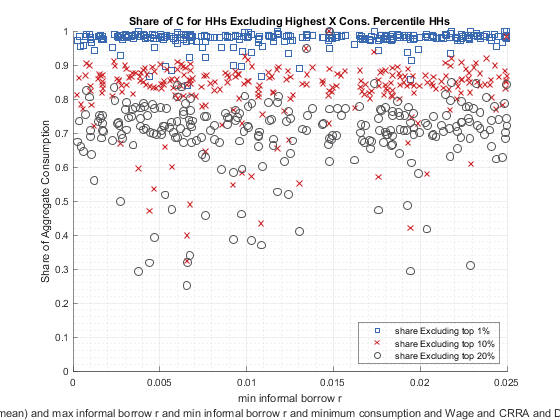 Share of C for HHs Excluding Highest X Cons. Percentile HHs
1
0.9
0.8
0.7
0.6
0.5
0.4
0.3
0.2
0.1
0
Share of Aggregate Consumption
share Excluding top 1%
share Excluding top 10%
share Excluding top 20%
0 0.005 0.01 0.015 0.02 0.025
min informal borrow r
mean) and max informal borrow r and min informal borrow r and minimum consumption and Wage and CRRA and